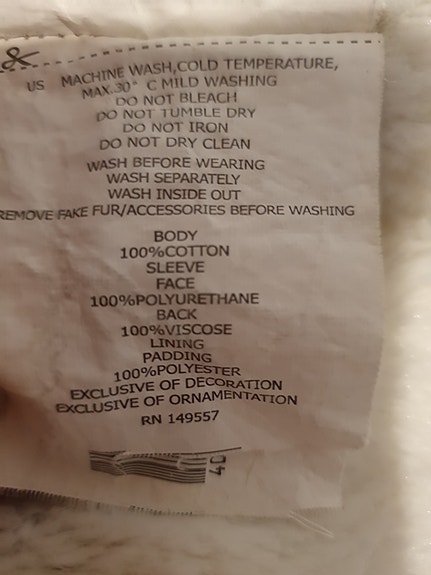 US MACHINE WASH,COLD TEMPERATURE,
MAX.30° C MILD WASHING
DO NOT BLEACH
DO NOT TUMBLE DRY
DO NOT IRON
DO NOT DRY CLEAN
WASH BEFORE WEARING
WASH SEPARATELY
WASH INSIDE OUT
REMOVE FAKE FUR/ACCESSORIES BEFORE WASHING
BODY
100%COTTON
SLEEVE
FACE
100%POLYURETHANE
BACK
100%VISCOSE
LINING
PADDING
100%POLYESTER
EXCLUSIVE OF DECORATION
EXCLUSIVE OF ORNAMENTATION
RN 149557